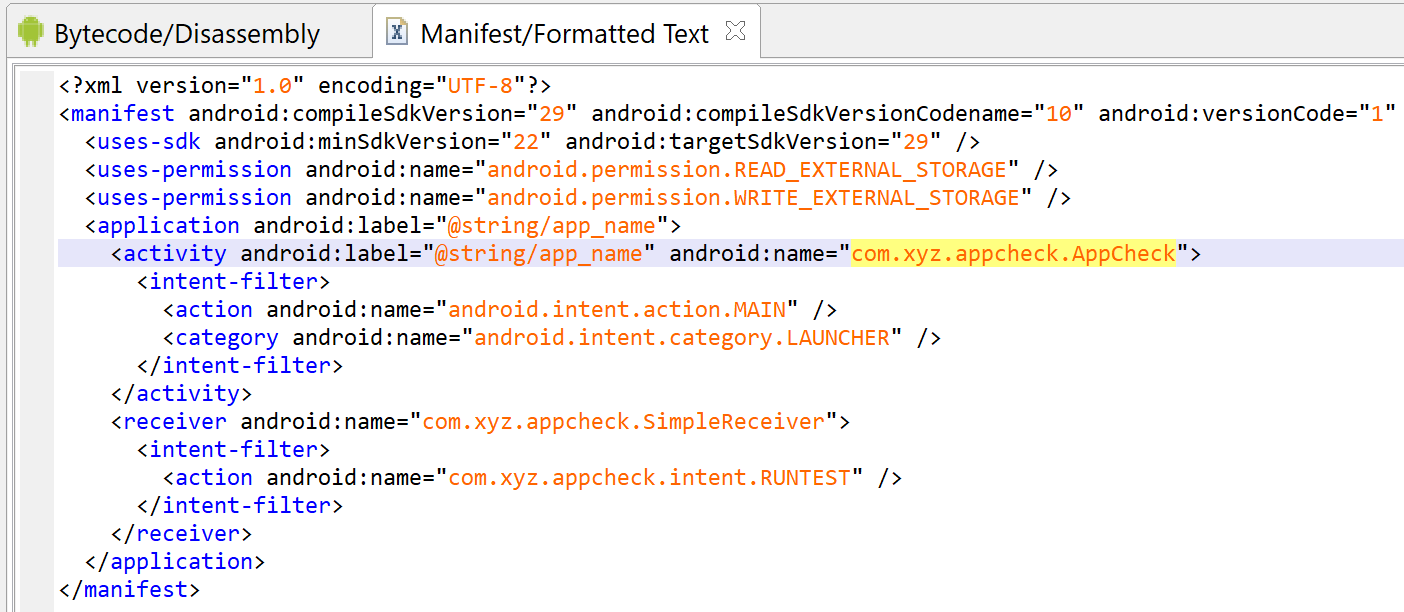 Bytecode/Disassembly Manifest/Formatted Text
<?xml version="1.0" encoding="UTF-8"?>
<manifest android:compileSdkVersion="29" android:compileSdkVersionCodename="10" android:versionCode="1"
  <uses-sdk android:minSdkVersion="22" android:targetSdkVersion="29" />
  <uses-permission android:name="android.permission.READ_EXTERNAL_STORAGE" />
  <uses-permission android:name="android.permission.WRITE_EXTERNAL_STORAGE" />
  <application android:label="@string/app_name">
    <activity android:label="@string/app_name" android:name="com.xyz.appcheck.AppCheck">
      <intent-filter>
        <action android:name="android.intent.action.MAIN" />
        <category android:name="android.intent.category.LAUNCHER" />
      </intent-filter>
    </activity>
    <receiver android:name="com.xyz.appcheck.SimpleReceiver">
      <intent-filter>
        <action android:name="com.xyz.appcheck.intent.RUNTEST" />
      </intent-filter>
    </receiver>
  </application>
</manifest>